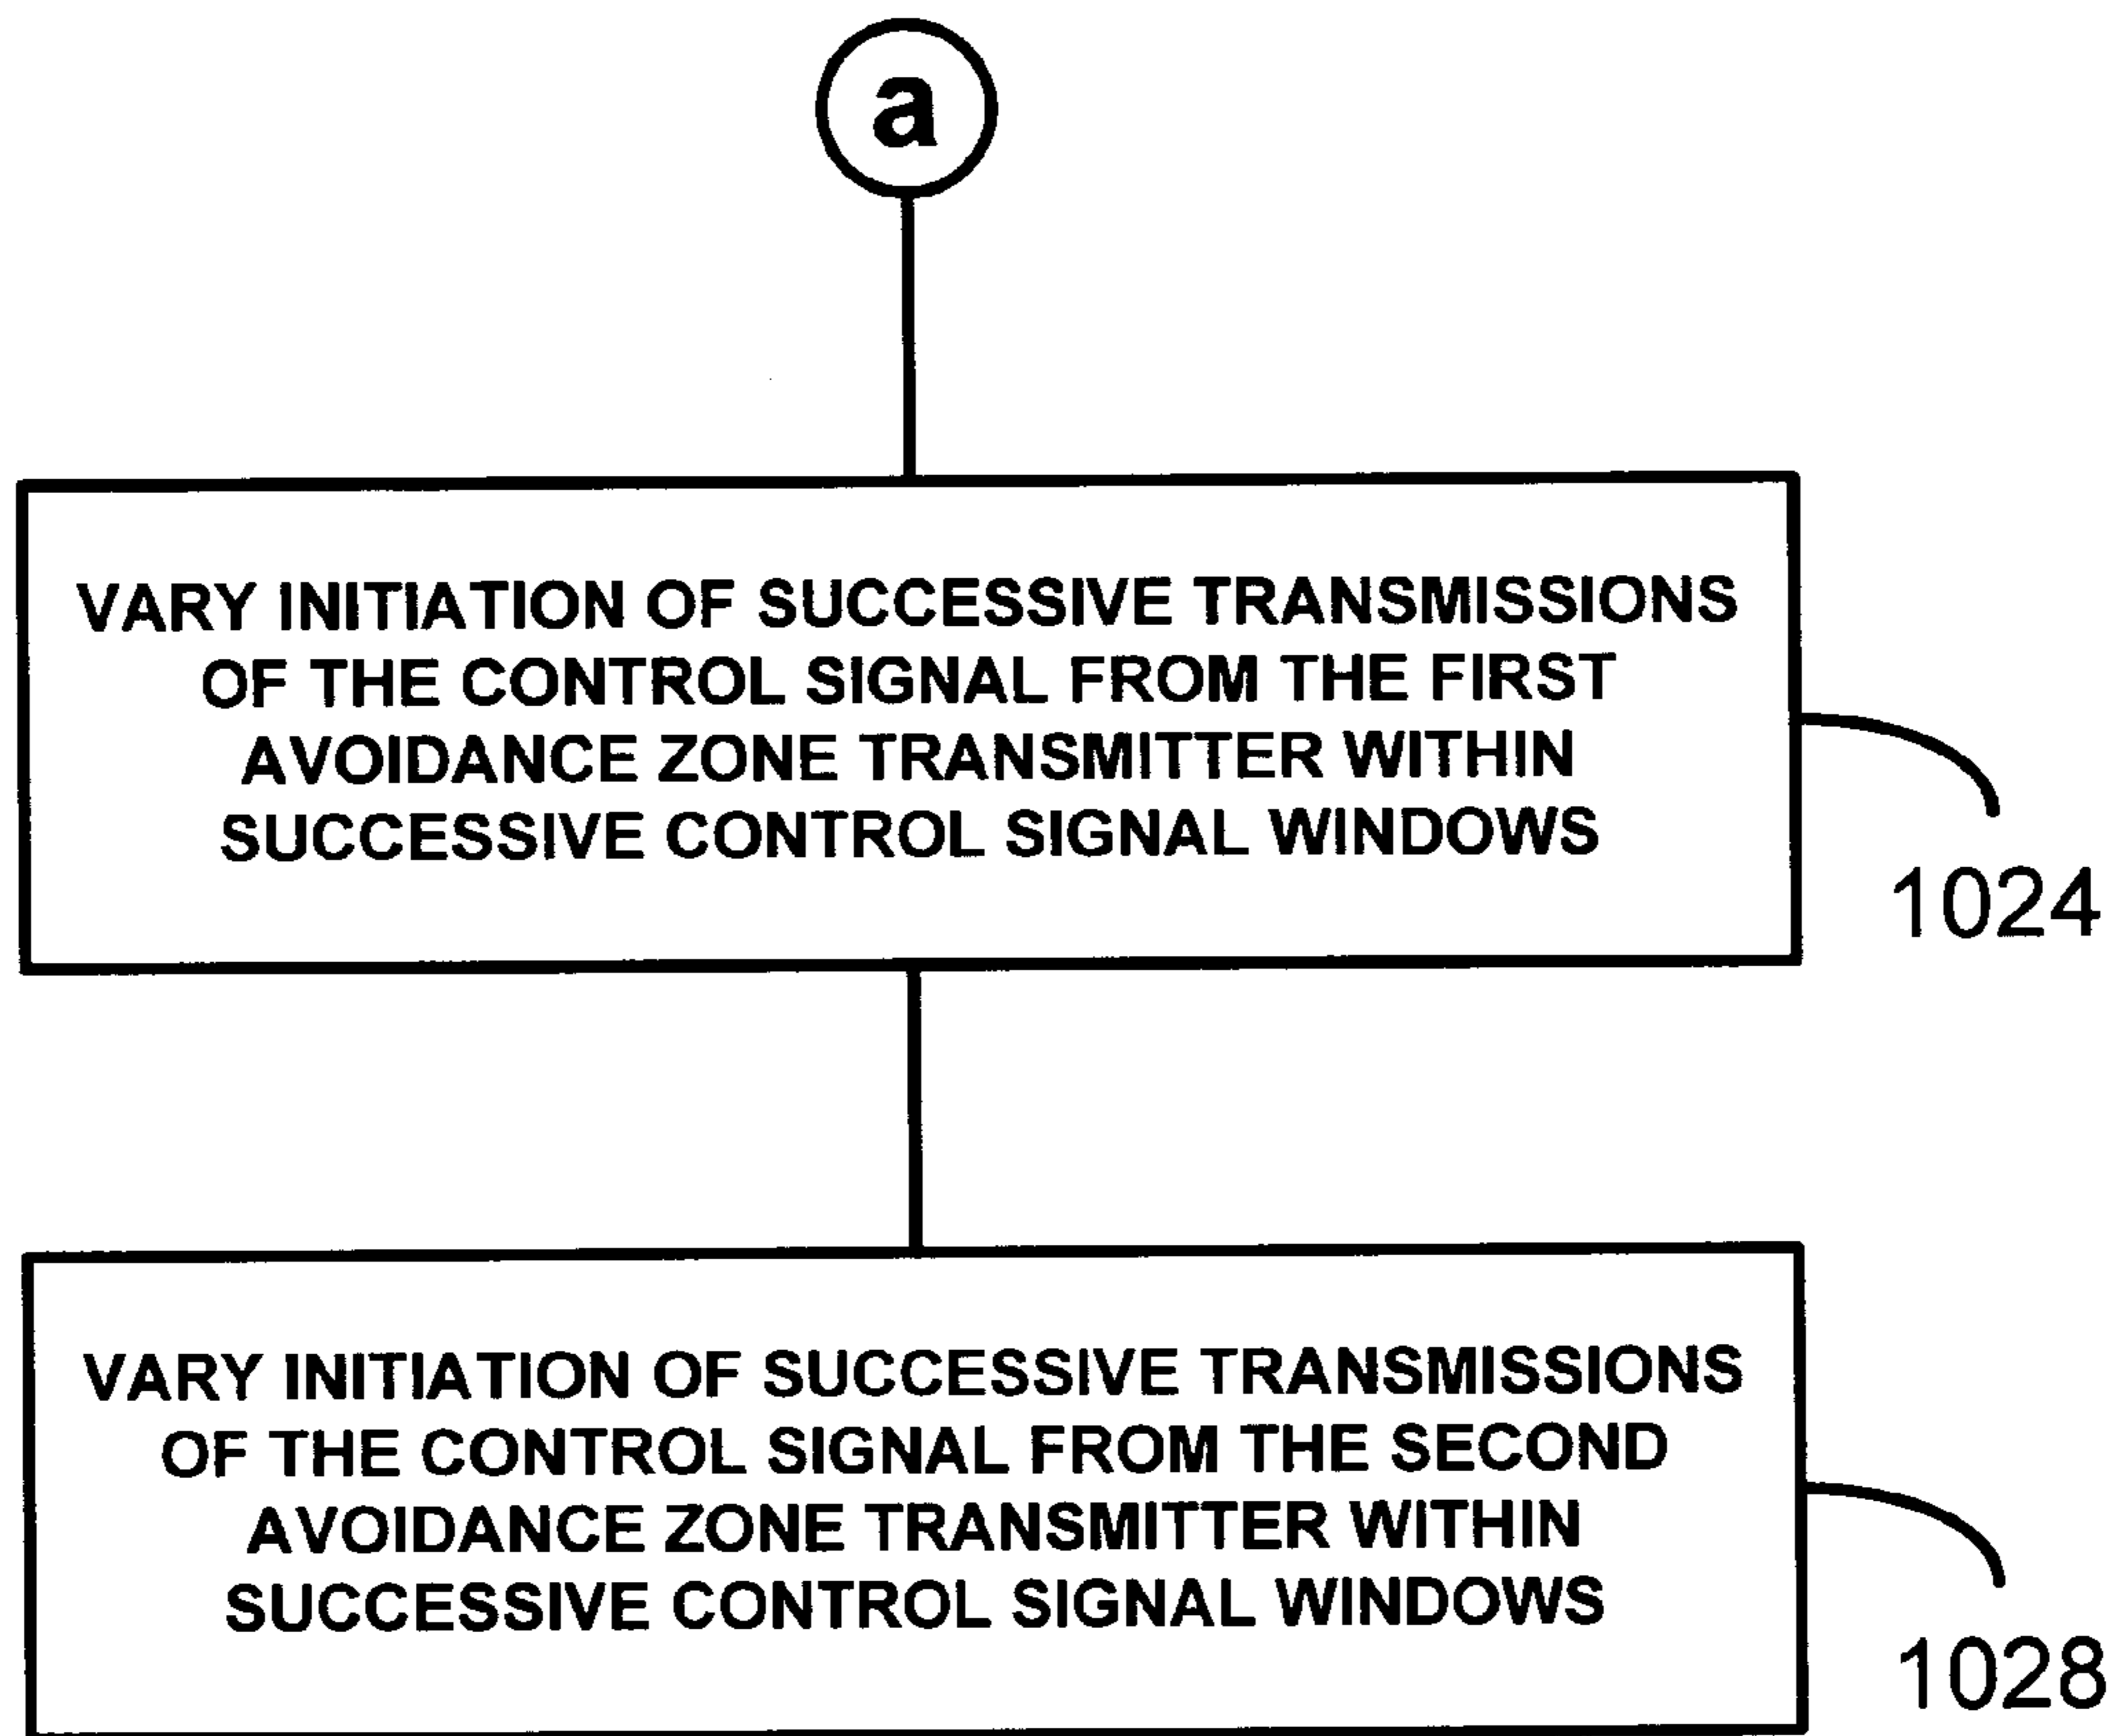 a
VARY INITIATION OF SUCCESSIVE TRANSMISSIONS
OF THE CONTROL SIGNAL FROM THE FIRST
AVOIDANCE ZONE TRANSMITTER WITHIN
SUCCESSIVE CONTROL SIGNAL WINDOWS
1024
VARY INITIATION OF SUCCESSIVE TRANSMISSIONS
OF THE CONTROL SIGNAL FROM THE SECOND
AVOIDANCE ZONE TRANSMITTER WITHIN
SUCCESSIVE CONTROL SIGNAL WINDOWS
1028